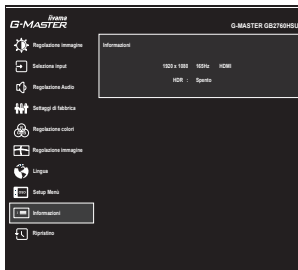 iiyama
G-MASTER
G-MASTER GB2760HSU
Regolazione immagine
Informazioni
1920 x 1080 165Hz HDMI
HDR : Spento
Selezione input
Regolazione Audio
Settaggi di fabbrica
Regolazione colori
Regolazione immagine
Lingua
Setup Menù
Informazioni
Ripristino